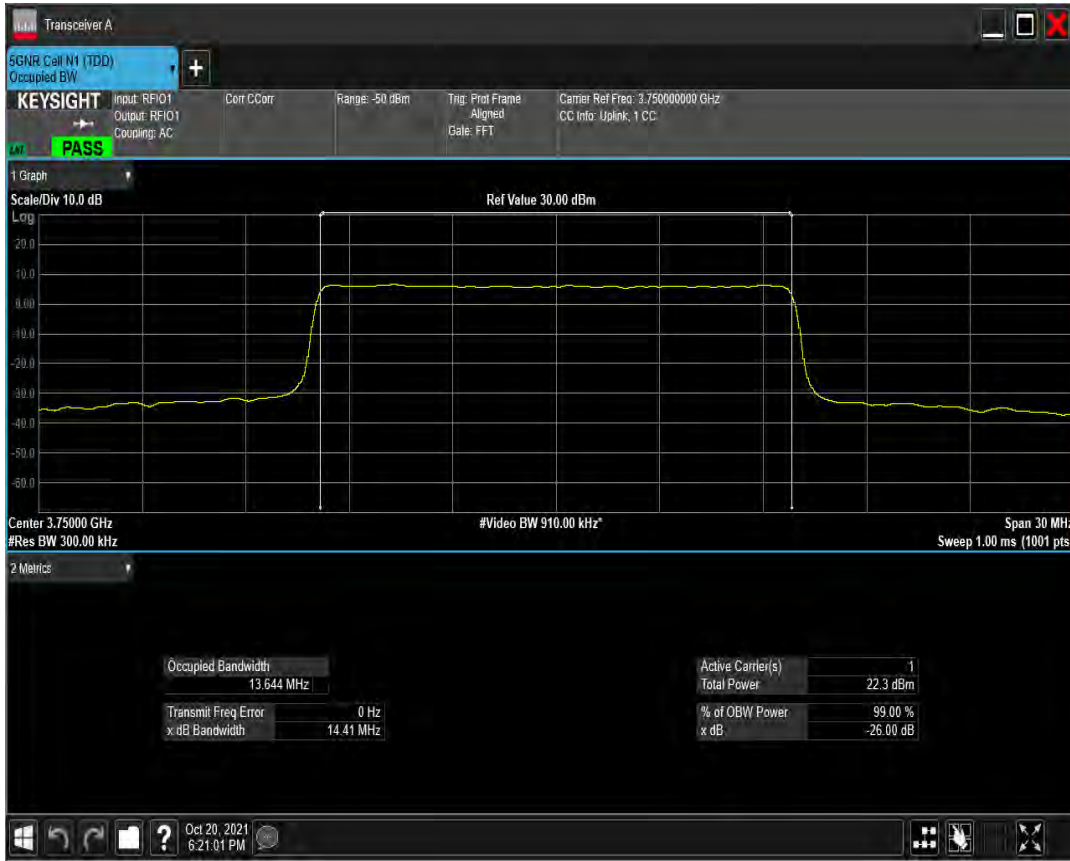 Transceiver A
5GNR Cell N1 (TDD)
Occupied BW
+
KEYSIGHT
Input: RFIO1
Output: RFIO1
Coupling: AC
Corr CCorr
Range: -50 dBm
Trig: Prot Frame
Aligned
Gate: FFT
Carrier Ref Freq: 3.750000000 GHz
CC Info: Uplink, 1 CC
PASS
1 Graph
Scale/Div 10.0 dB
Ref Value 30.00 dBm
Log
20.0
10.0
0.00
-10.0
-20.0
-30.0
-40.0
-50.0
-60.0
Center 3.75000 GHz
#Video BW 910.00 kHz*
Span 30 MHz
#Res BW 300.00 kHz
Sweep 1.00 ms (1001 pts
2 Metrics
Occupied Bandwidth
13.644 MHz
Transmit Freq Error 0 Hz
x dB Bandwidth 14.41 MHz
Active Carrier(s) 1
Total Power 22.3 dBm
% of OBW Power 99.00 %
x dB -26.00 dB
?
Oct 20, 2021
6:21:01 PM